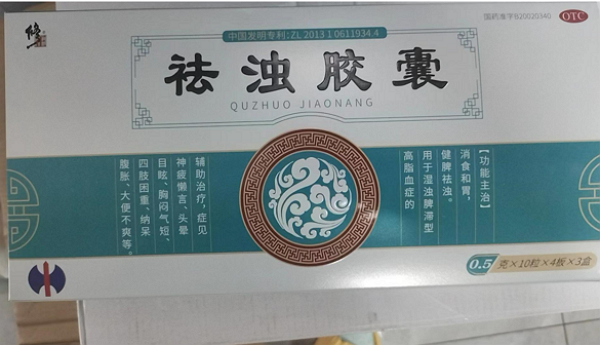 修正
国药准字B20020340
OTC
中国发明专利:ZL 2013 1 0611934.4
祛浊胶囊
QUZHUO JIAONANG
【功能主治】
消食和胃,
健脾祛浊。
用于湿浊脾滞型
高脂血症的
辅助治疗,症见
神疲懒言、头晕
目眩、胸闷气短、
四肢困重、纳呆
腹胀、大便不爽等。
0.5克×10粒×4板×3盒